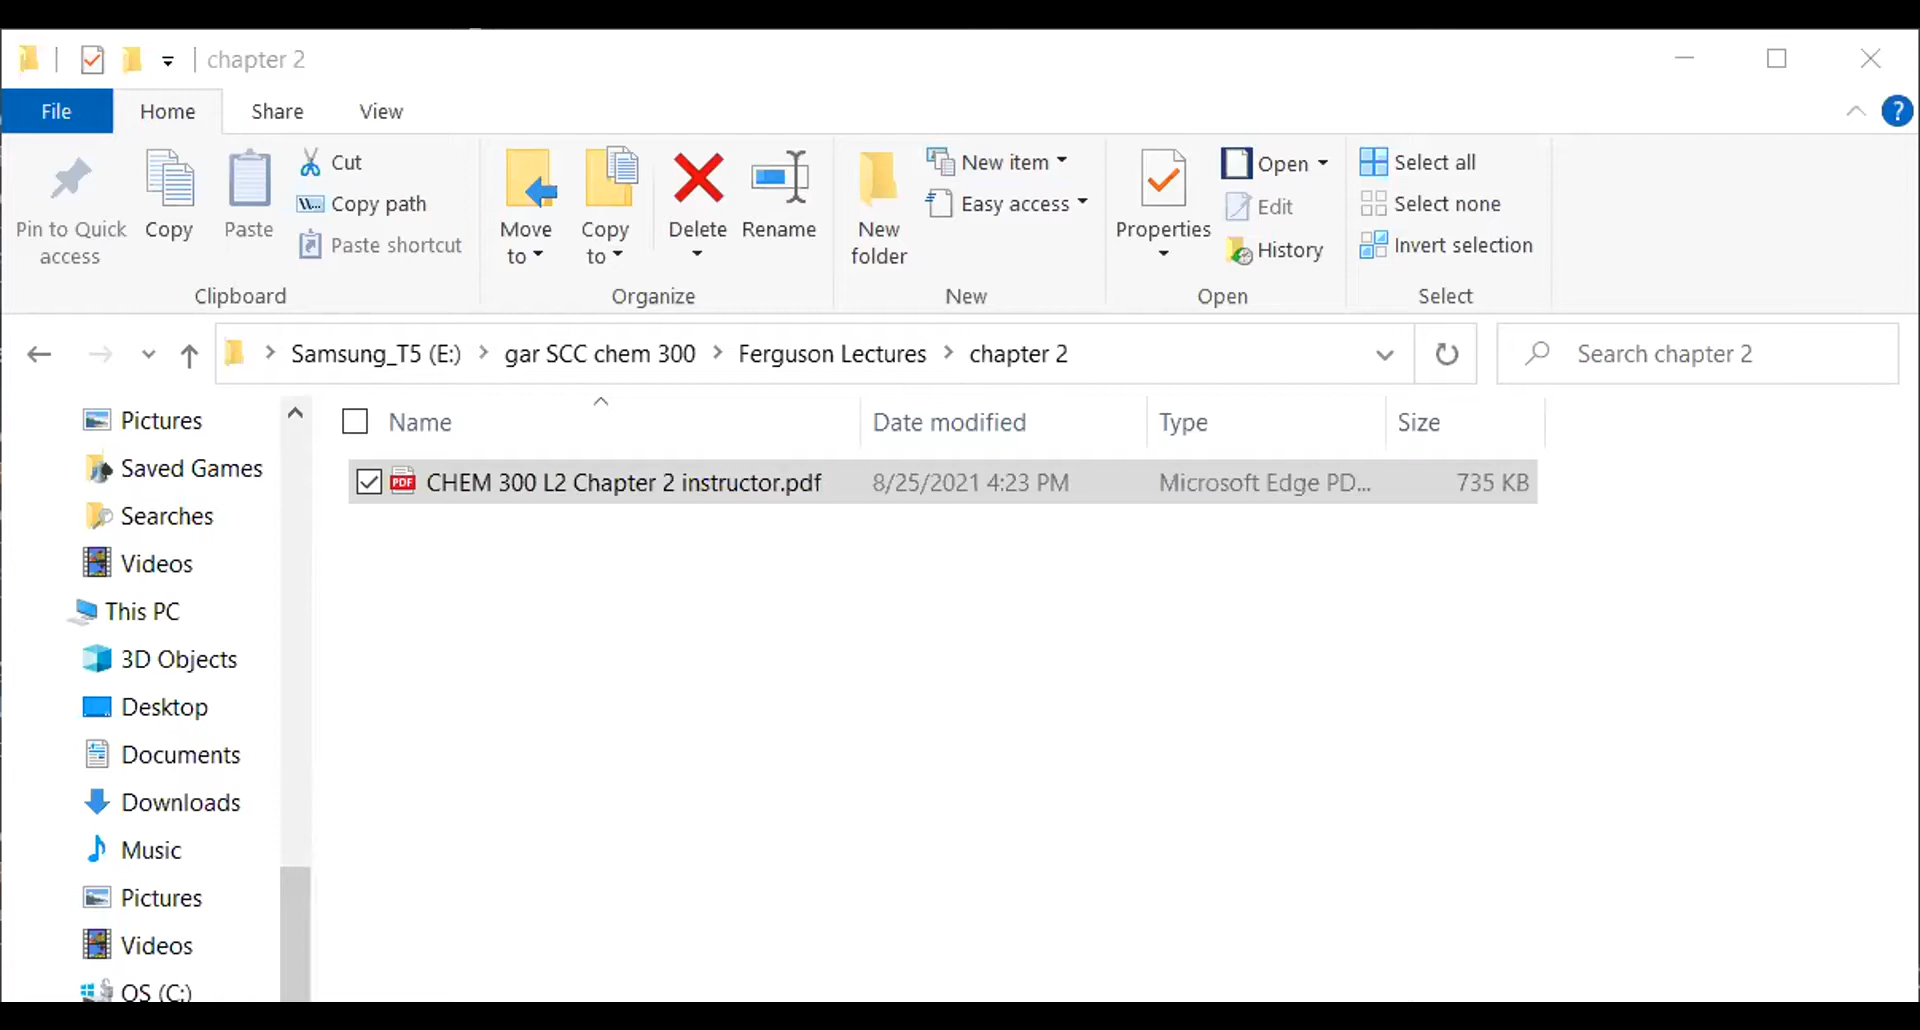 chapter 2
File Home Share View
Pin to Quick access
Copy
Paste
Cut
Copy path
Paste shortcut
Clipboard
Move to
Copy to
Delete
Rename
Organize
New folder
New item
Easy access
New
Properties
Open
Edit
History
Open
Select all
Select none
Invert selection
Select
Samsung_T5 (E:) gar SCC chem 300 Ferguson Lectures chapter 2
Search chapter 2
Name Date modified Type Size
PDF CHEM 300 L2 Chapter 2 instructor.pdf 8/25/2021 4:23 PM Microsoft Edge PD... 735 KB
Pictures
Saved Games
Searches
Videos
This PC
3D Objects
Desktop
Documents
Downloads
Music
Pictures
Videos
OS (C:)